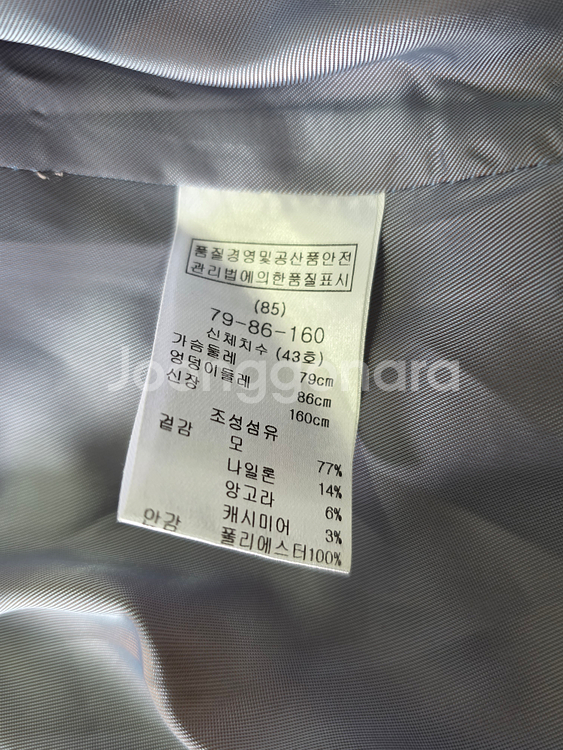 품질경영및공산품안전
관리법에의한품질표시
(85)
79-86-160
신체치수 (43호)
가슴둘레 79cm
엉덩이둘레 86cm
신장 160cm
조성섬유
겉감 모 77%
나일론 14%
앙고라 6%
캐시미어 3%
안감 폴리에스터100%
Joonggonara